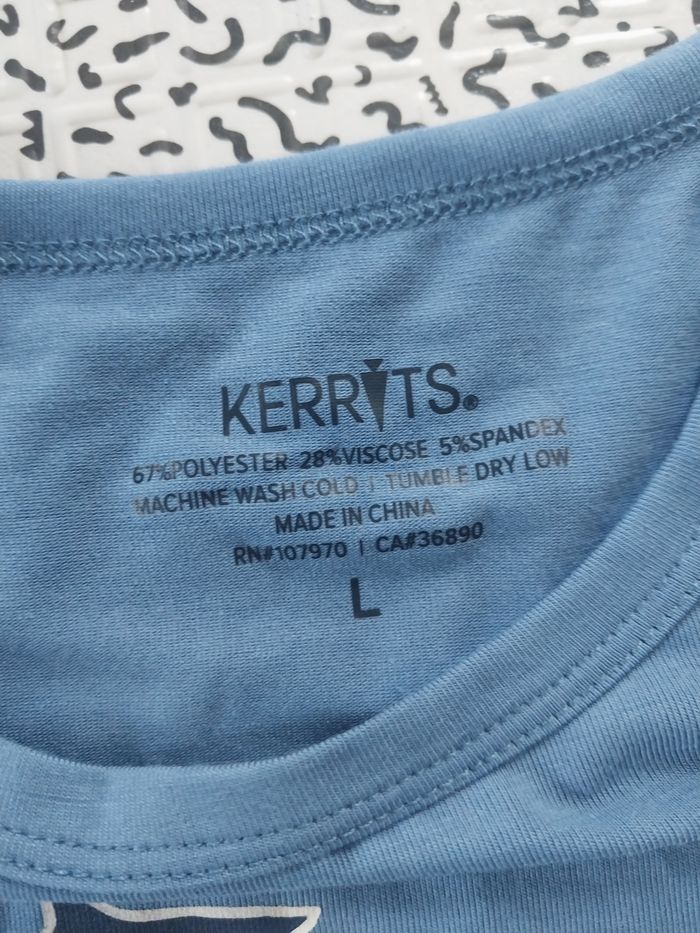 KERRITS®
67%POLYESTER 28%VISCOSE 5%SPANDEX
MACHINE WASH COLD | TUMBLE DRY LOW
MADE IN CHINA
RN#107970 | CA#36890
L